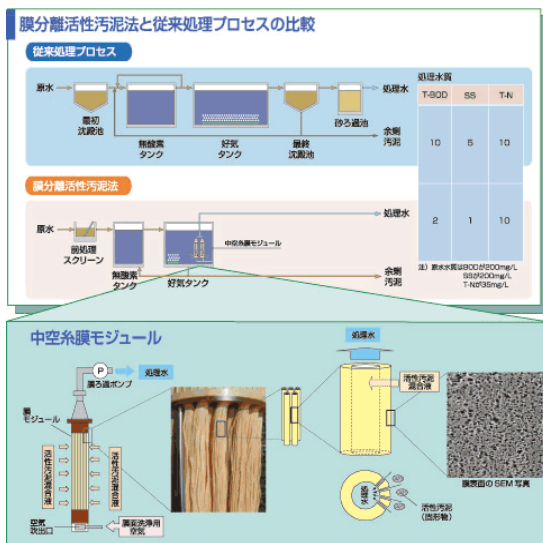 膜分離活性汚泥法と従来処理プロセスの比較
従来処理プロセス
原水
最初
沈殿池
無酸素
タンク
好気
タンク
最終
沈殿池
砂ろ過池
処理水
余剰
汚泥
処理水質
T-BOD SS T-N
10 5 10
膜分離活性汚泥法
原水
前処理
スクリーン
無酸素
タンク
好気タンク
中空糸膜モジュール
処理水
余剰
汚泥
2 1 10
注）原水水質はBODが200mg/L
SSが200mg/L
T-Nが35mg/L
中空糸膜モジュール
P
処理水
膜ろ過ポンプ
膜
モジュール
活性汚泥混合液
活性汚泥混合液
空気
吹出口
膜面洗浄用
空気
処理水
活性汚泥
混合液
処理水
活性汚泥
（固形物）
膜表面のSEM写真